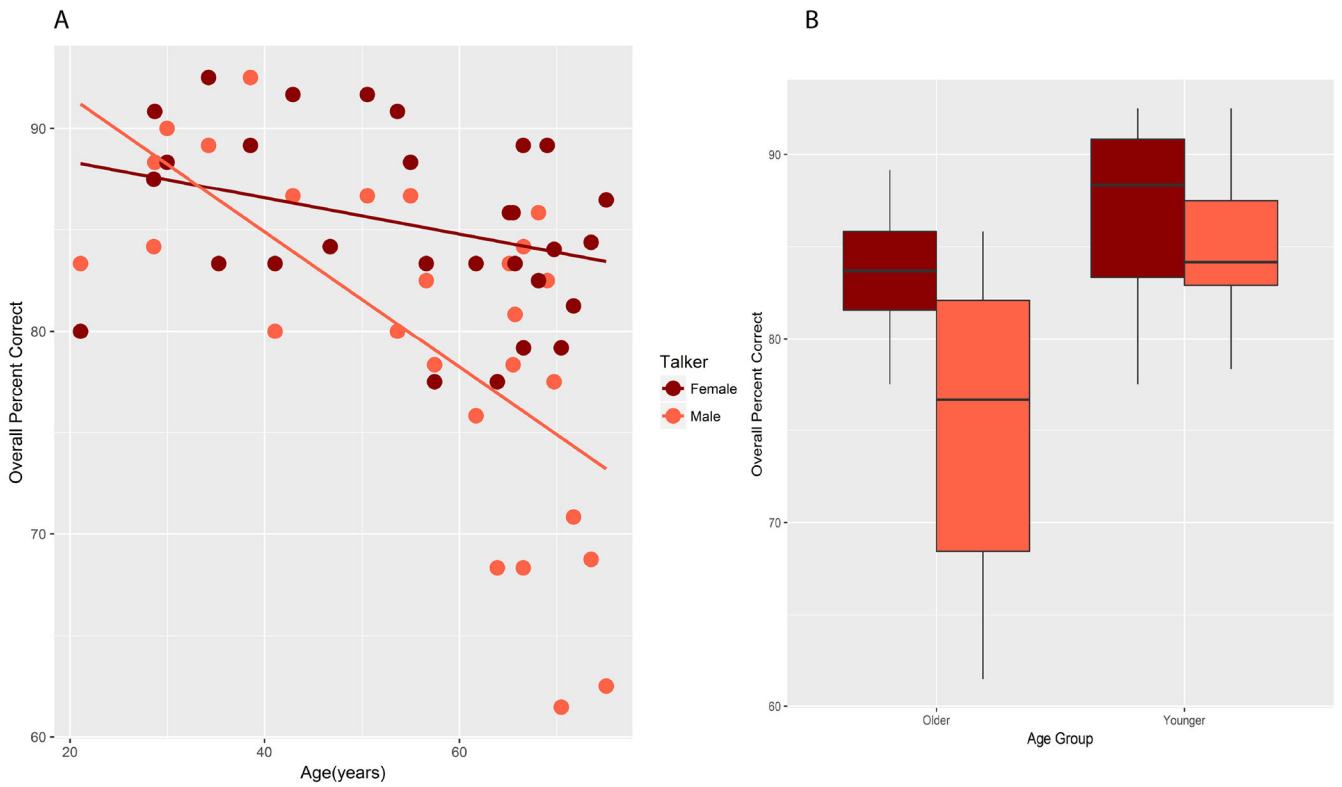 A
Overall Percent Correct
90
80
70
60
20
40
60
Age(years)
Talker
Female
Male
B
Overall Percent Correct
90
80
70
60
Older
Younger
Age Group